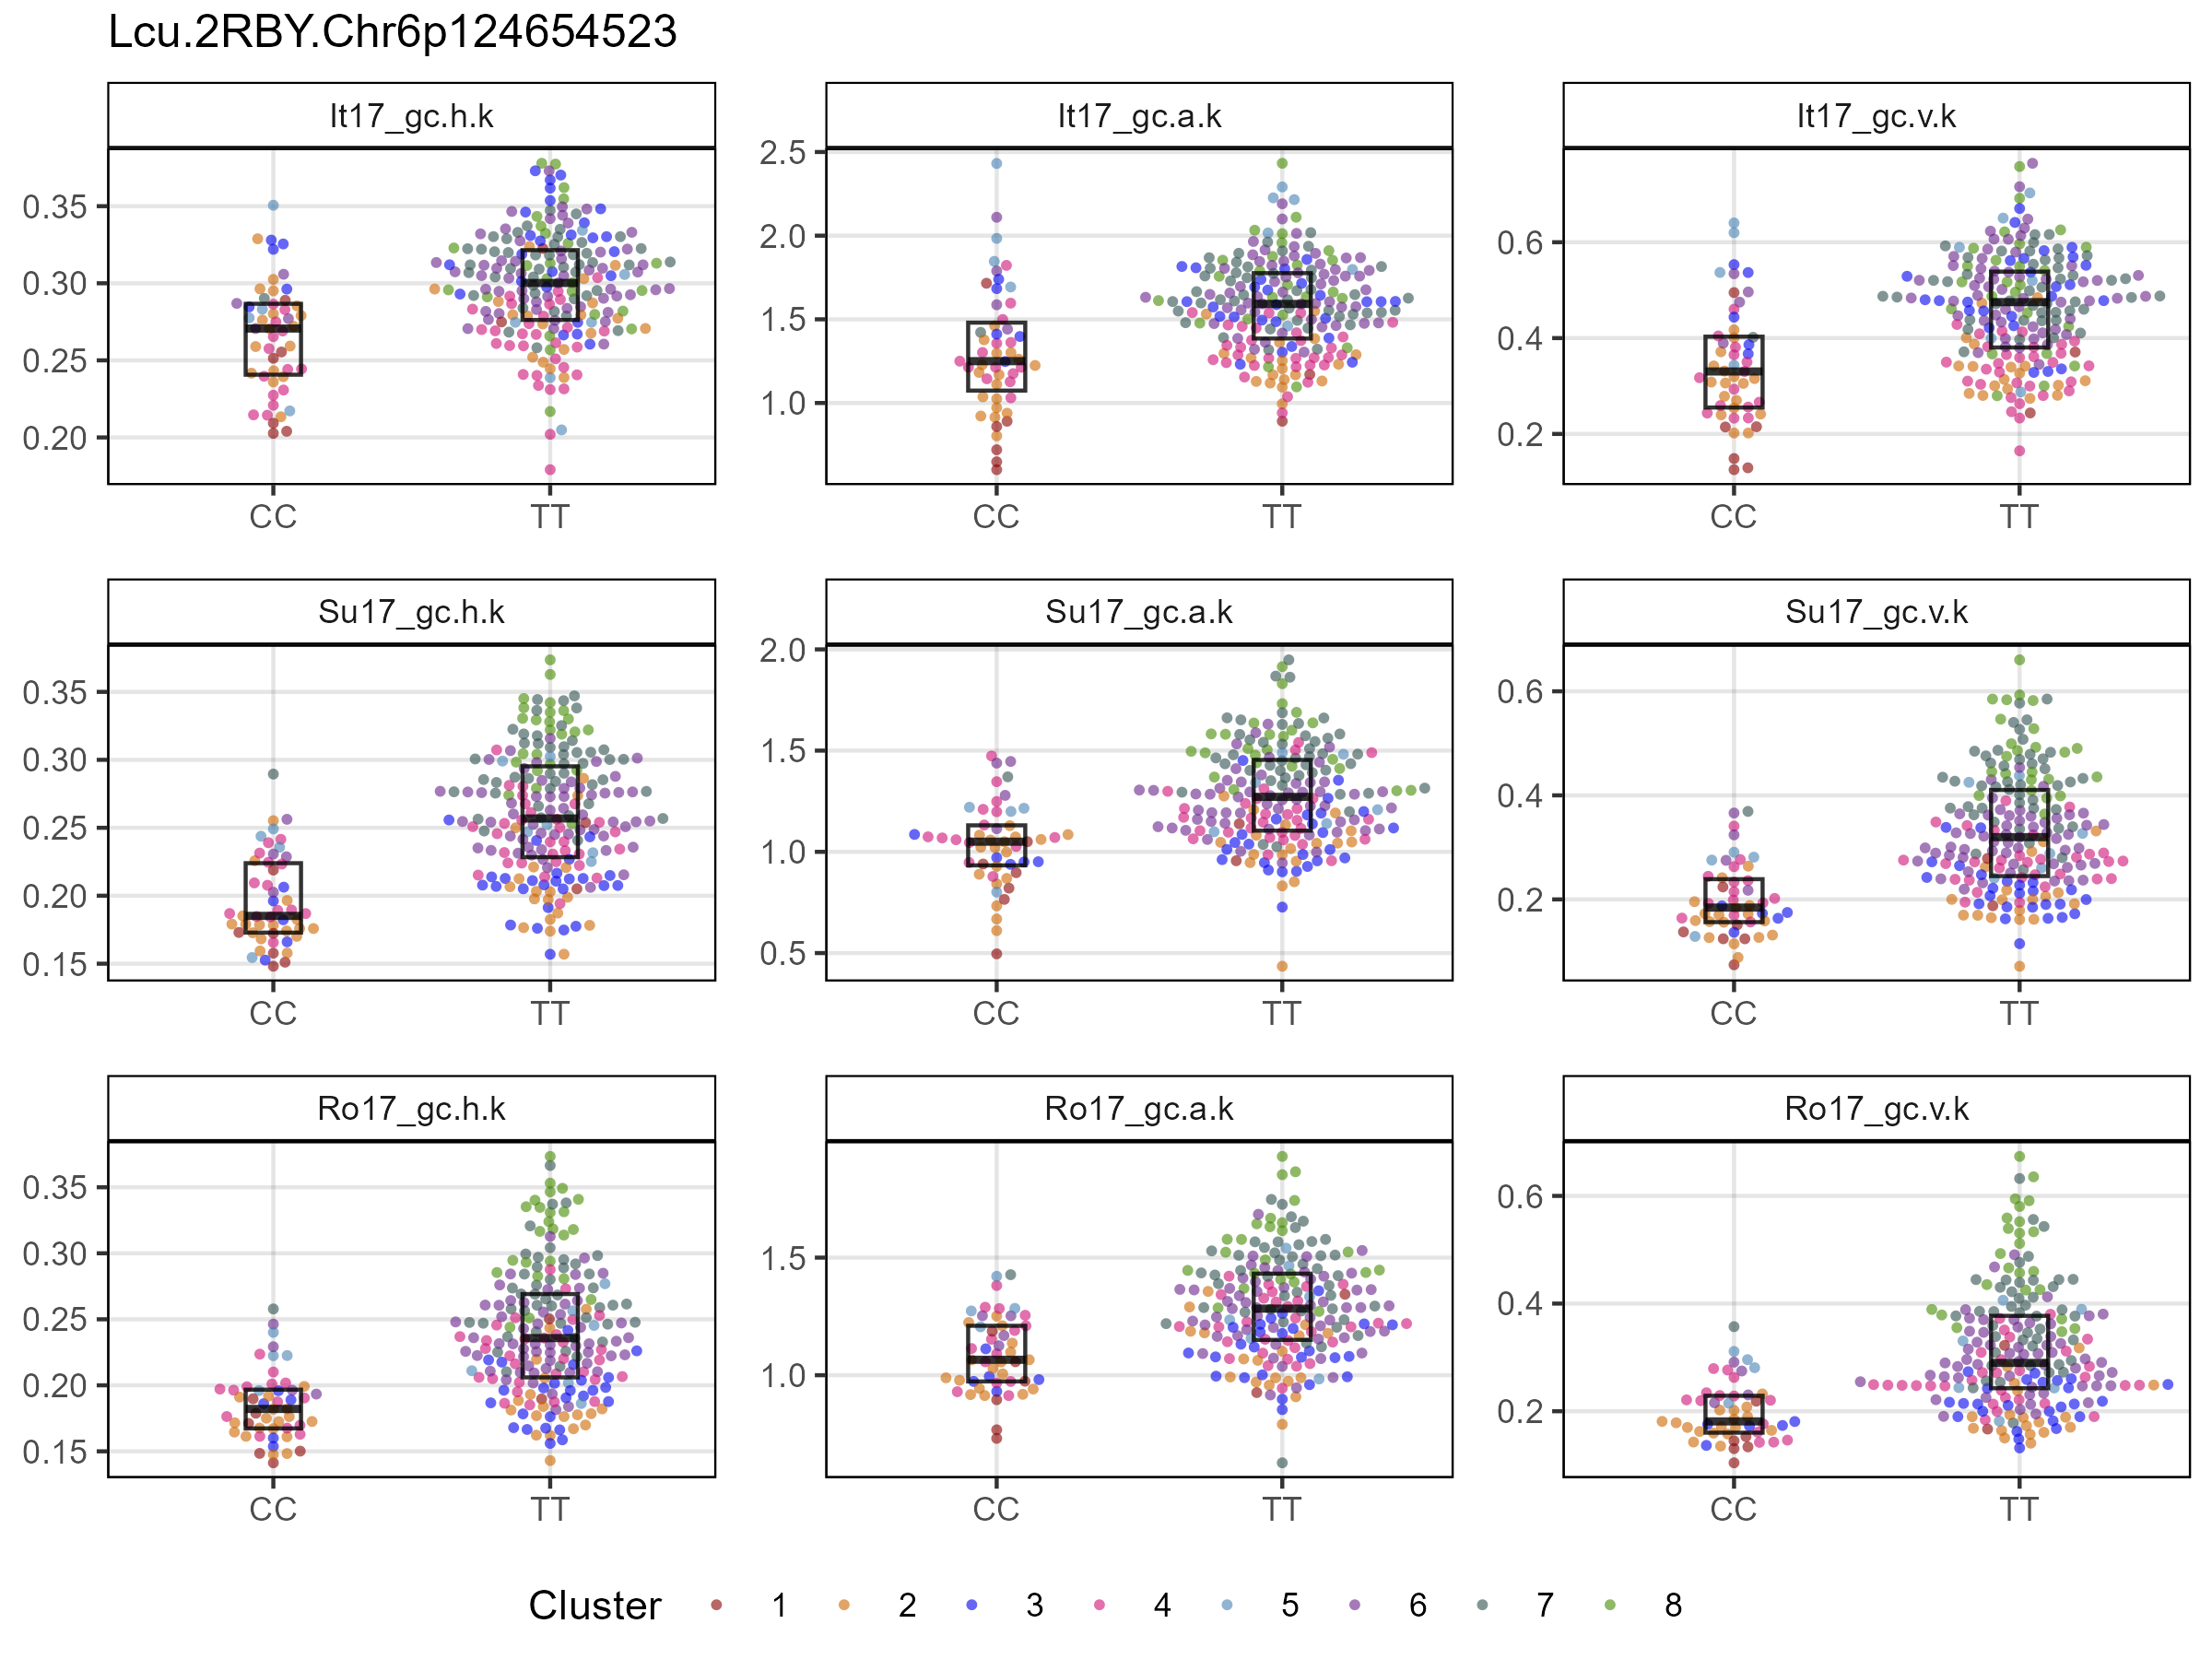 Lcu.2RBY.Chr6p124654523
It17_gc.h.k
It17_gc.a.k
It17_gc.v.k
0.35
0.30
0.25
0.20
CC
TT
2.5
2.0
1.5
1.0
CC
TT
0.6
0.4
0.2
CC
TT
Su17_gc.h.k
Su17_gc.a.k
Su17_gc.v.k
0.35
0.30
0.25
0.20
0.15
CC
TT
2.0
1.5
1.0
0.5
CC
TT
0.6
0.4
0.2
CC
TT
Ro17_gc.h.k
Ro17_gc.a.k
Ro17_gc.v.k
0.35
0.30
0.25
0.20
0.15
CC
TT
1.5
1.0
CC
TT
0.6
0.4
0.2
CC
TT
Cluster 1 2 3 4 5 6 7 8